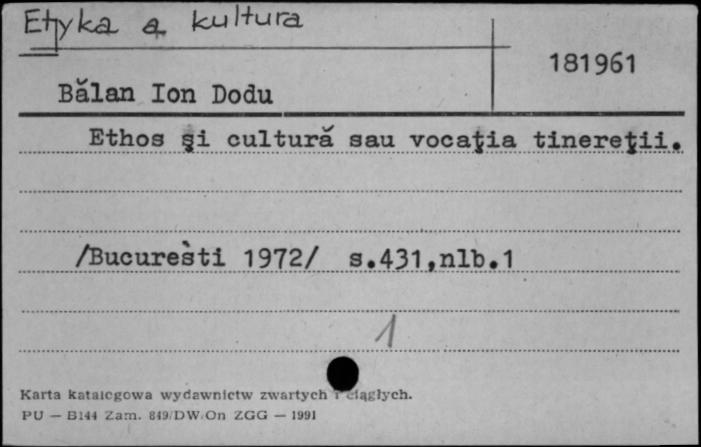 Etyka a kultura
181961
Bălan Ion Dodu
Ethos şi cultură sau vocaţia tinereţii.
/Bucureşti 1972/ s.431,nlb.1
1
Karta katalogowa wydawnictw zwartych i ciągłych.
PU — B144 Zam. 849/DW/On ZGG — 1991